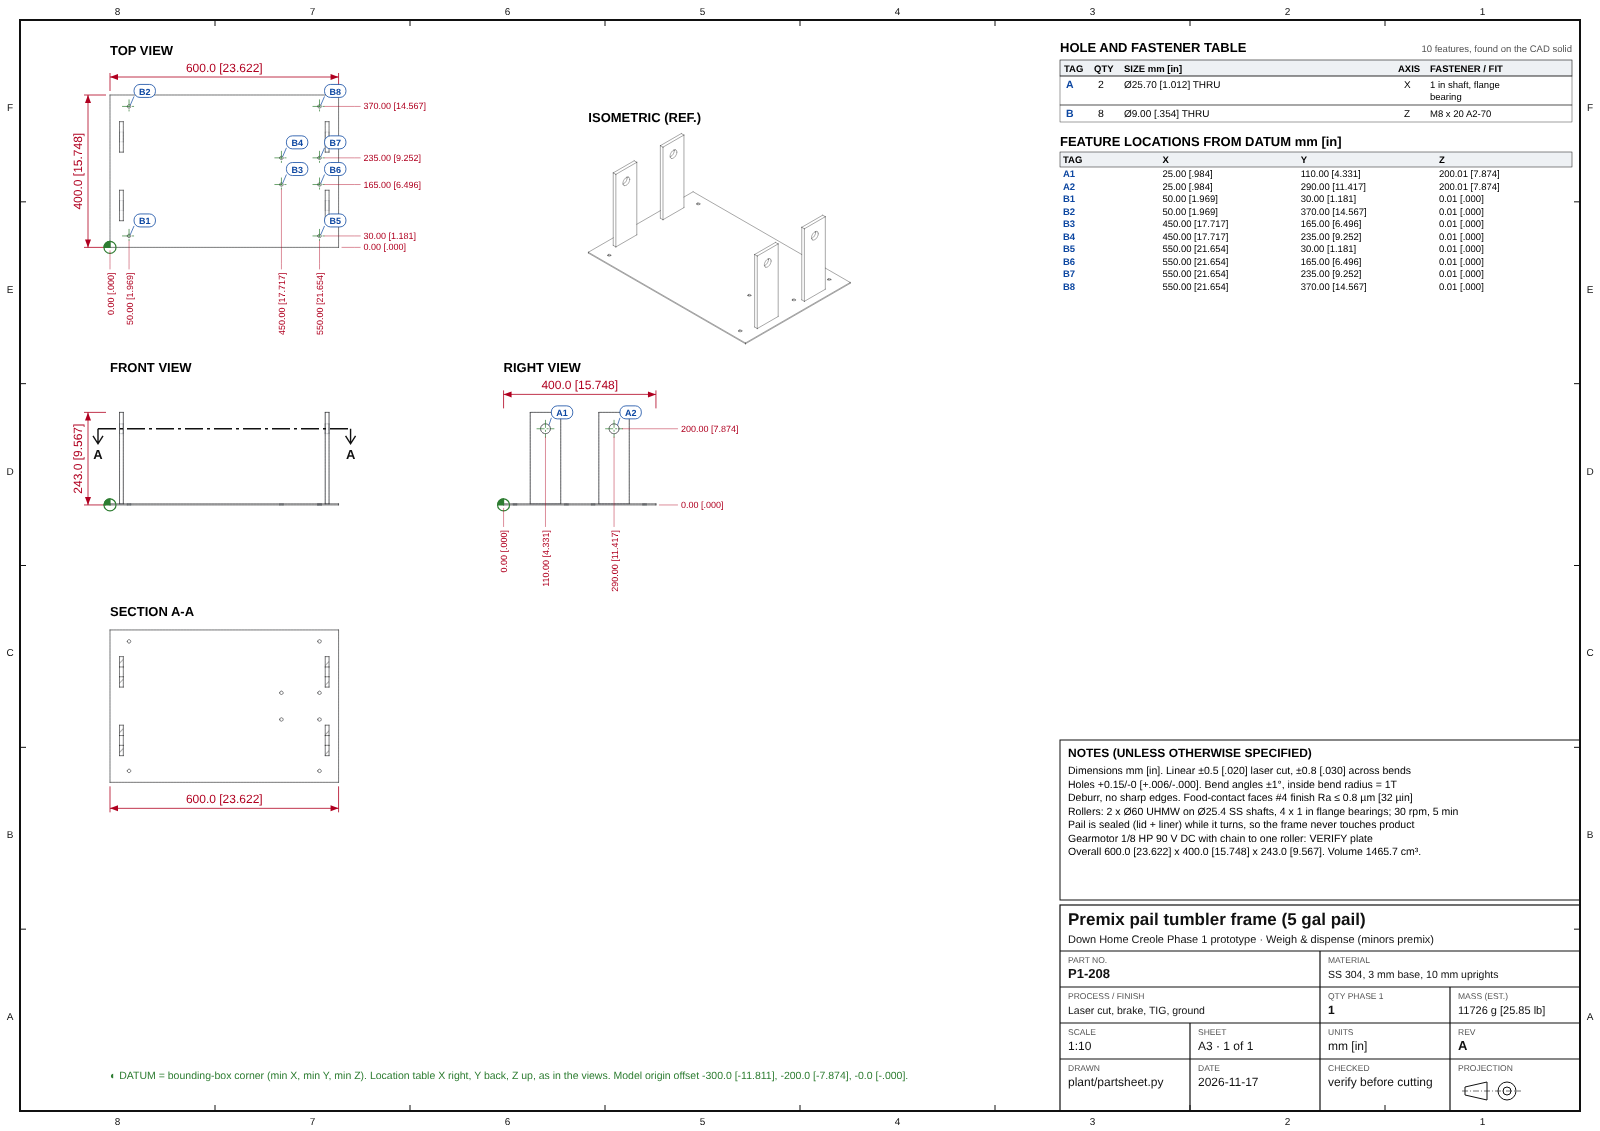 8 7 6 5 4 3 2 1
TOP VIEW
600.0 [23.622]
B2
B8
370.00 [14.567]
B4
B7
235.00 [9.252]
B3
B6
165.00 [6.496]
B1
B5
30.00 [1.181]
0.00 [.000]
400.0 [15.748]
0.00 [.000]
50.00 [1.969]
450.00 [17.717]
550.00 [21.654]
ISOMETRIC (REF.)
HOLE AND FASTENER TABLE
10 features, found on the CAD solid
TAG QTY SIZE mm [in] AXIS FASTENER / FIT
A 2 Ø25.70 [1.012] THRU X 1 in shaft, flange
bearing
B 8 Ø9.00 [.354] THRU Z M8 x 20 A2-70
FEATURE LOCATIONS FROM DATUM mm [in]
TAG X Y Z
A1 25.00 [.984] 110.00 [4.331] 200.01 [7.874]
A2 25.00 [.984] 290.00 [11.417] 200.01 [7.874]
B1 50.00 [1.969] 30.00 [1.181] 0.01 [.000]
B2 50.00 [1.969] 370.00 [14.567] 0.01 [.000]
B3 450.00 [17.717] 165.00 [6.496] 0.01 [.000]
B4 450.00 [17.717] 235.00 [9.252] 0.01 [.000]
B5 550.00 [21.654] 30.00 [1.181] 0.01 [.000]
B6 550.00 [21.654] 165.00 [6.496] 0.01 [.000]
B7 550.00 [21.654] 235.00 [9.252] 0.01 [.000]
B8 550.00 [21.654] 370.00 [14.567] 0.01 [.000]
F F
E E
D D
C C
B B
A A
FRONT VIEW
243.0 [9.567]
A A
RIGHT VIEW
400.0 [15.748]
A1
A2
200.00 [7.874]
0.00 [.000]
0.00 [.000]
110.00 [4.331]
290.00 [11.417]
SECTION A-A
600.0 [23.622]
NOTES (UNLESS OTHERWISE SPECIFIED)
Dimensions mm [in]. Linear ±0.5 [.020] laser cut, ±0.8 [.030] across bends
Holes +0.15/-0 [+.006/-.000]. Bend angles ±1°, inside bend radius = 1T
Deburr, no sharp edges. Food-contact faces #4 finish Ra ≤ 0.8 µm [32 µin]
Rollers: 2 x Ø60 UHMW on Ø25.4 SS shafts, 4 x 1 in flange bearings; 30 rpm, 5 min
Pail is sealed (lid + liner) while it turns, so the frame never touches product
Gearmotor 1/8 HP 90 V DC with chain to one roller: VERIFY plate
Overall 600.0 [23.622] x 400.0 [15.748] x 243.0 [9.567]. Volume 1465.7 cm³.
Premix pail tumbler frame (5 gal pail)
Down Home Creole Phase 1 prototype · Weigh & dispense (minors premix)
PART NO. MATERIAL
P1-208 SS 304, 3 mm base, 10 mm uprights
PROCESS / FINISH QTY PHASE 1 MASS (EST.)
Laser cut, brake, TIG, ground 1 11726 g [25.85 lb]
SCALE SHEET UNITS REV
1:10 A3 · 1 of 1 mm [in] A
DRAWN DATE CHECKED PROJECTION
plant/partsheet.py 2026-11-17 verify before cutting
DATUM = bounding-box corner (min X, min Y, min Z). Location table X right, Y back, Z up, as in the views. Model origin offset -300.0 [-11.811], -200.0 [-7.874], -0.0 [-.000].
8 7 6 5 4 3 2 1